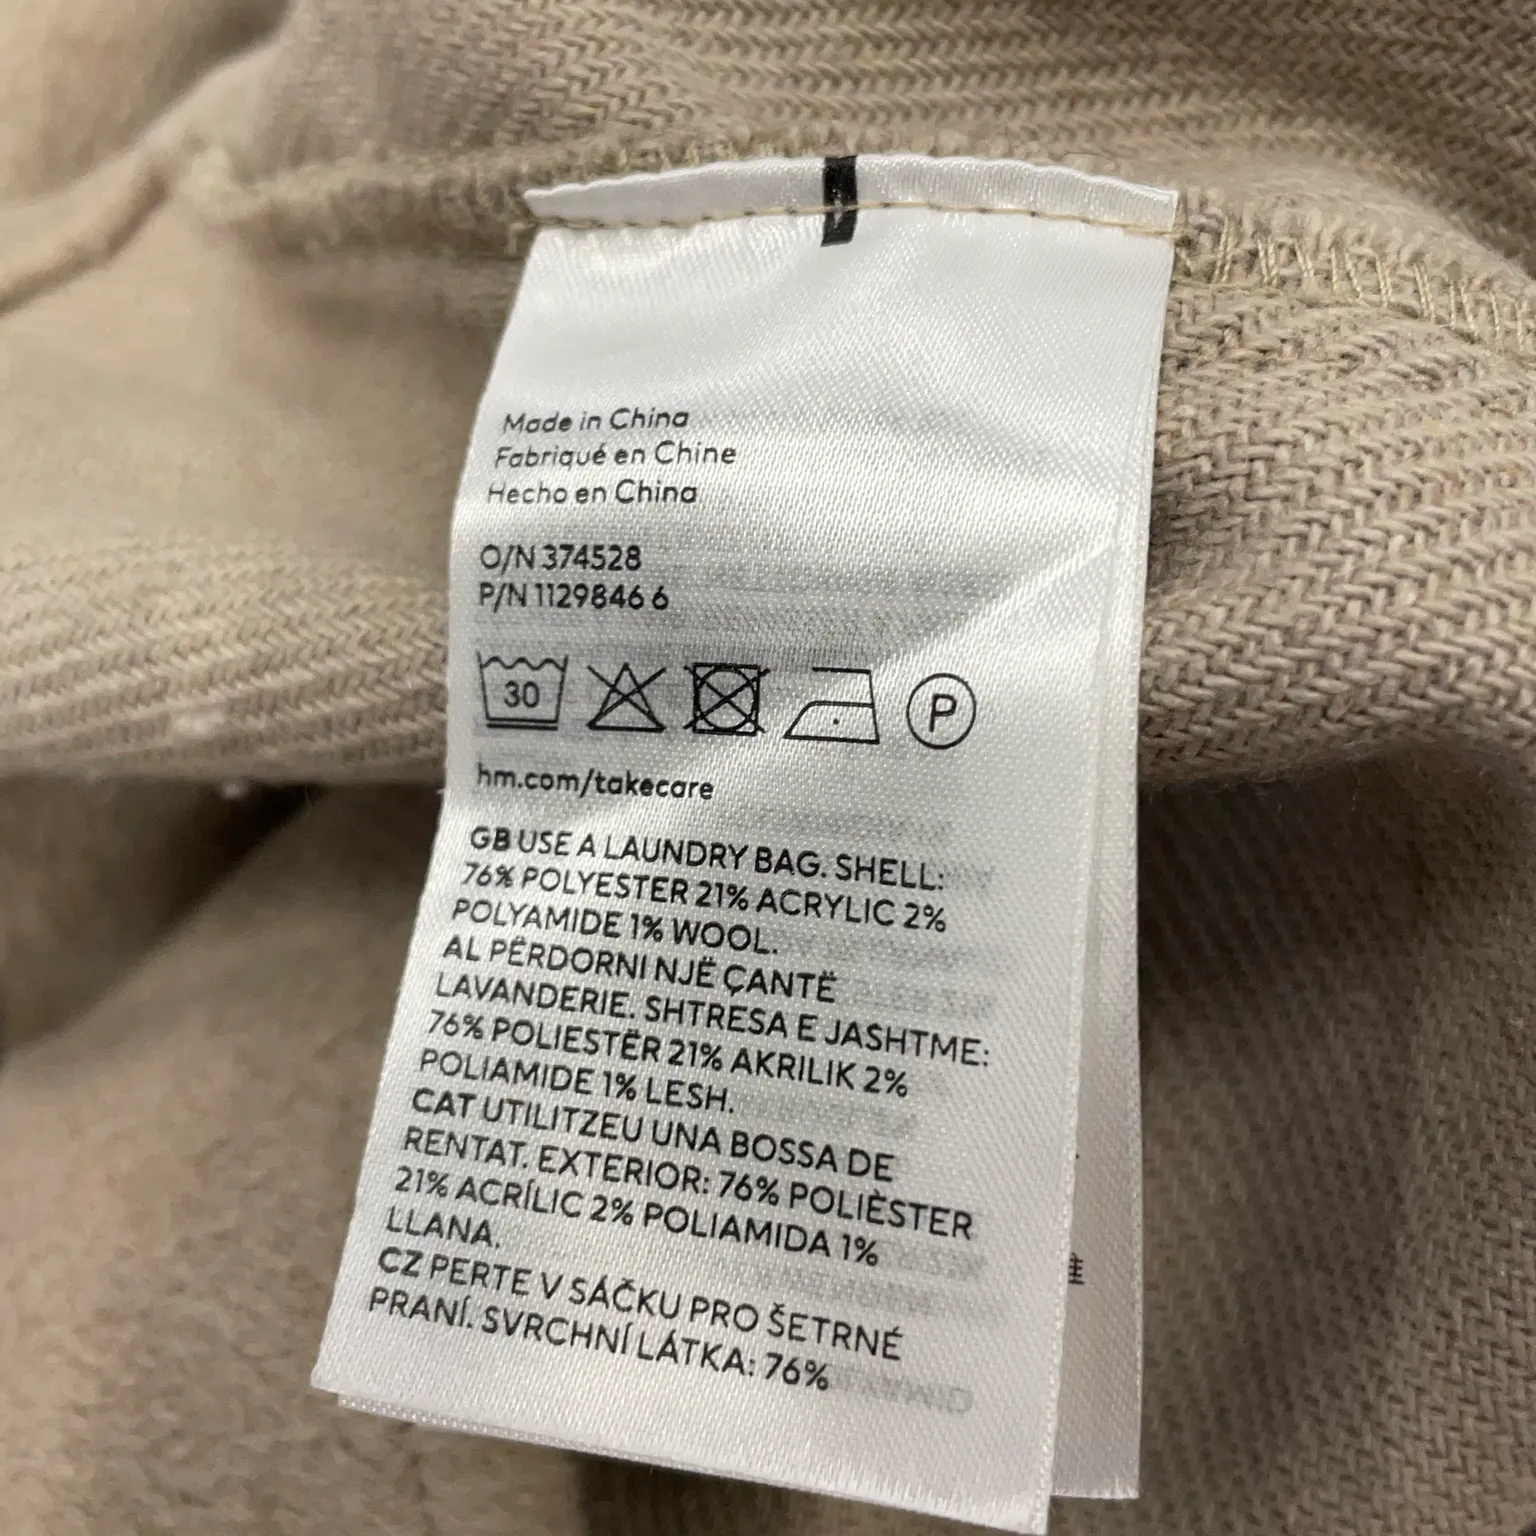 Made in China
Fabriqué en Chine
Hecho en China
O/N 374528
P/N 1129846 6
30
P
hm.com/takecare
GB USE A LAUNDRY BAG. SHELL:
76% POLYESTER 21% ACRYLIC 2%
POLYAMIDE 1% WOOL.
AL PËRDORNI NJË ÇANTË
LAVANDERIE. SHTRESA E JASHTME:
76% POLIESTËR 21% AKRILIK 2%
POLIAMIDE 1% LESH.
CAT UTILITZEU UNA BOSSA DE
RENTAT. EXTERIOR: 76% POLIÈSTER
21% ACRÍLIC 2% POLIAMIDA 1%
LLANA.
CZ PERTE V SÁČKU PRO ŠETRNÉ
PRANÍ. SVRCHNÍ LÁTKA: 76%